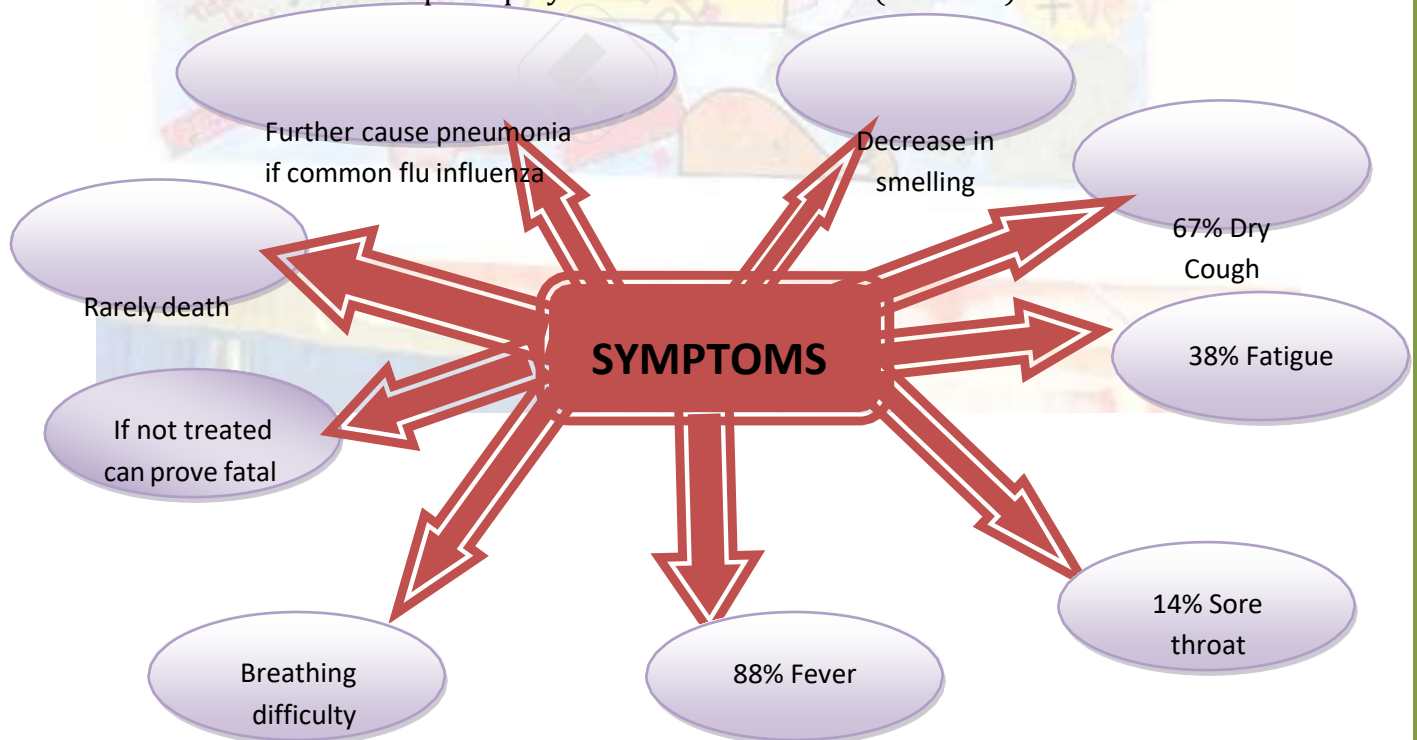 Further cause pneumonia
if common flu influenza
Decrease in
smelling
67% Dry
Cough
Rarely death
SYMPTOMS
38% Fatigue
If not treated
can prove fatal
14% Sore
throat
Breathing
difficulty
88% Fever